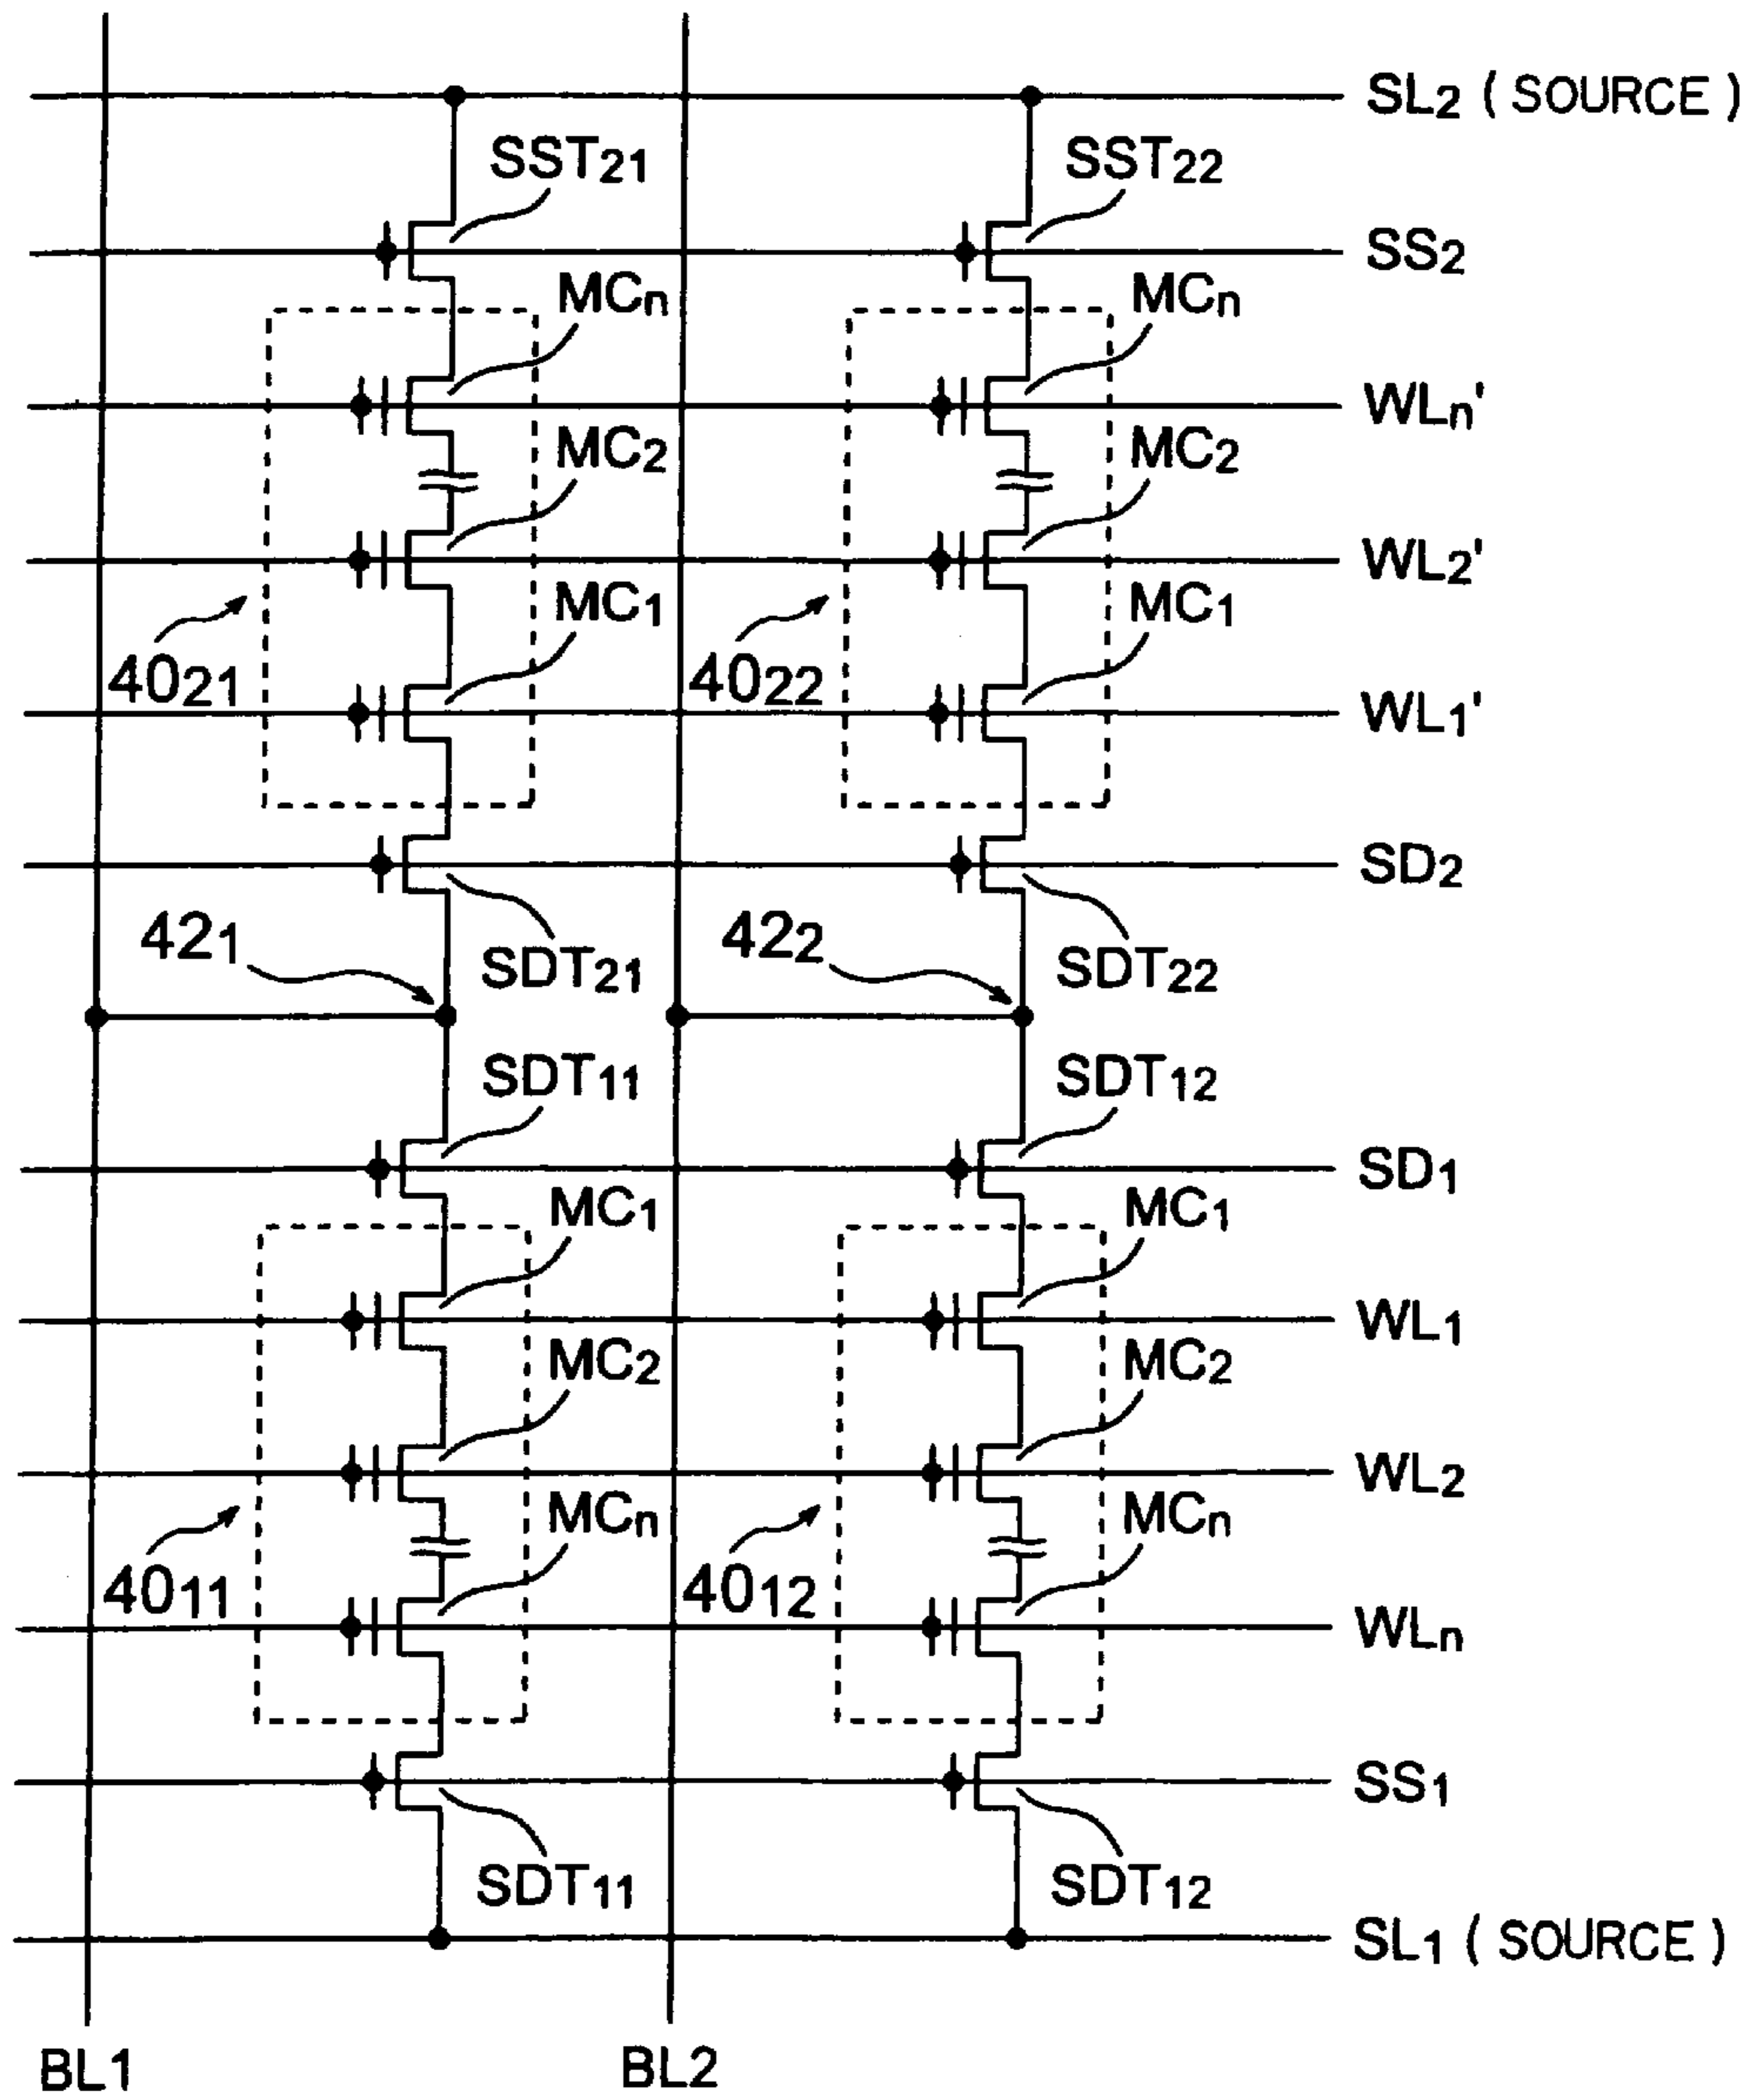 SL2 ( SOURCE )
SST21 SST22
SS2
MCn MCn
WLn'
MC2 MC2
WL2'
MC1 MC1
4021 4022
WL1'
SD2
421 SDT21 422 SDT22
SDT11 SDT12
SD1
MC1 MC1
WL1
MC2 MC2
WL2
MCn MCn
4011 4012
WLn
SS1
SDT11 SDT12
SL1 ( SOURCE )
BL1 BL2